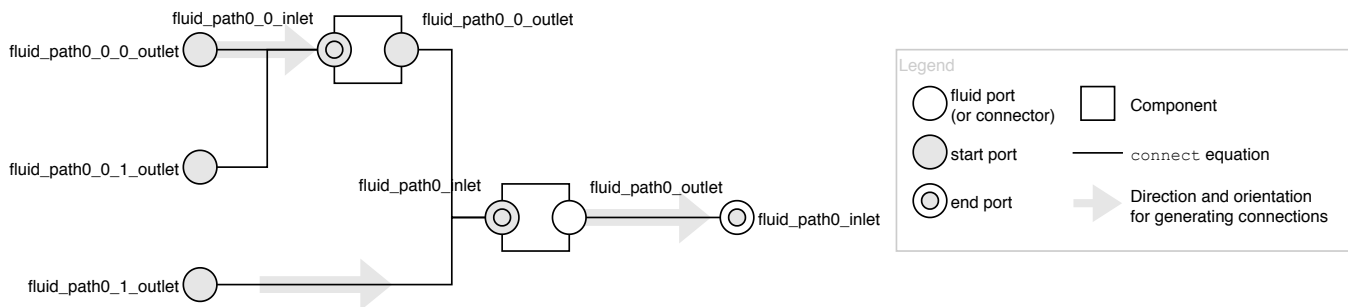 fluid_path0_0_inlet
fluid_path0_0_outlet
fluid_path0_0_0_outlet
fluid_path0_0_1_outlet
fluid_path0_inlet
fluid_path0_outlet
fluid_path0_inlet
fluid_path0_1_outlet
Legend
fluid port
(or connector)
Component
start port
connect equation
end port
Direction and orientation
for generating connections